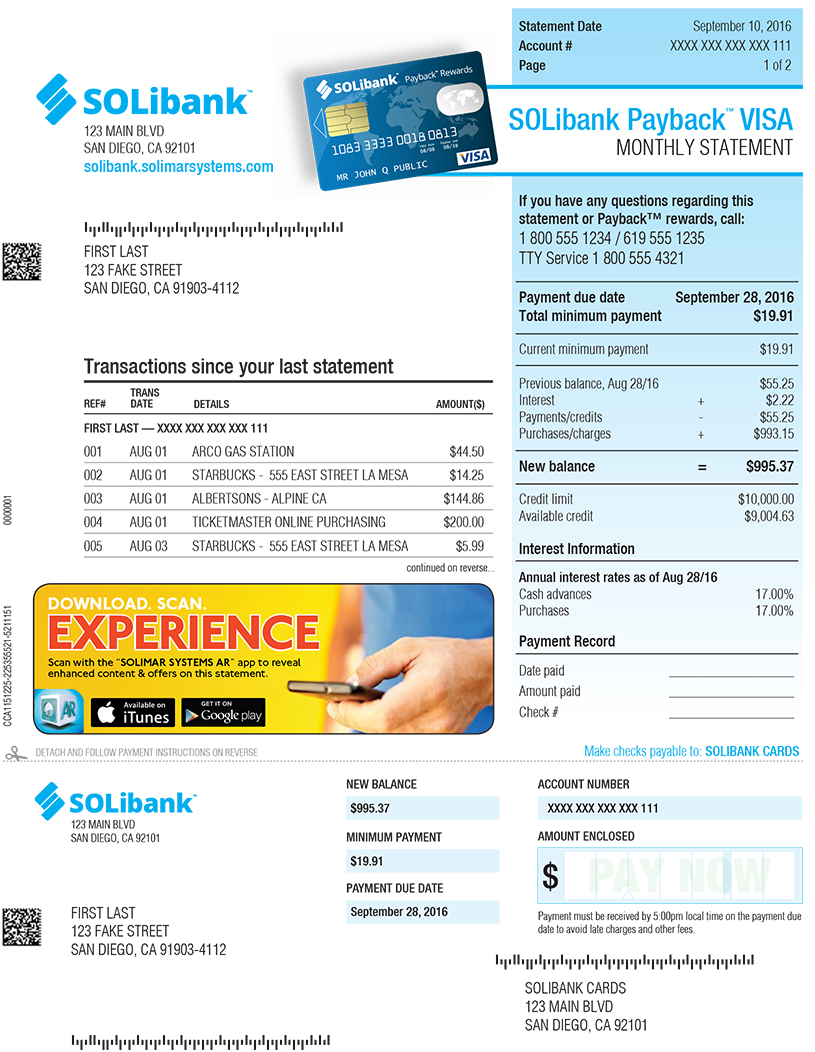 Statement Date September 10, 2016
Account # XXXX XXX XXX XXX 111
Page 1 of 2
SOLibank™
123 MAIN BLVD
SAN DIEGO, CA 92101
solibank.solimarsystems.com
SOLibank™ Payback™ Rewards
1083 3333 0018 0813
08/08 08/10
MR JOHN Q PUBLIC
VISA
SOLibank Payback™ VISA
MONTHLY STATEMENT
FIRST LAST
123 FAKE STREET
SAN DIEGO, CA 91903-4112
If you have any questions regarding this
statement or Payback™ rewards, call:
1 800 555 1234 / 619 555 1235
TTY Service 1 800 555 4321
Payment due date September 28, 2016
Total minimum payment $19.91
Current minimum payment $19.91
Previous balance, Aug 28/16 $55.25
Interest + $2.22
Payments/credits - $55.25
Purchases/charges + $993.15
New balance = $995.37
Credit limit $10,000.00
Available credit $9,004.63
Interest Information
Annual interest rates as of Aug 28/16
Cash advances 17.00%
Purchases 17.00%
Payment Record
Date paid
Amount paid
Check #
Transactions since your last statement
REF# TRANS DATE DETAILS AMOUNT($)
FIRST LAST — XXXX XXX XXX XXX 111
001 AUG 01 ARCO GAS STATION $44.50
002 AUG 01 STARBUCKS - 555 EAST STREET LA MESA $14.25
003 AUG 01 ALBERTSONS - ALPINE CA $144.86
004 AUG 01 TICKETMASTER ONLINE PURCHASING $200.00
005 AUG 03 STARBUCKS - 555 EAST STREET LA MESA $5.99
continued on reverse...
0000001
CCA1151225-225355521-5211151
DOWNLOAD. SCAN.
EXPERIENCE
Scan with the "SOLIMAR SYSTEMS AR" app to reveal
enhanced content & offers on this statement.
AR
Available on
iTunes
GET IT ON
Google play
DETACH AND FOLLOW PAYMENT INSTRUCTIONS ON REVERSE
Make checks payable to: SOLIBANK CARDS
SOLibank™
123 MAIN BLVD
SAN DIEGO, CA 92101
NEW BALANCE
$995.37
MINIMUM PAYMENT
$19.91
PAYMENT DUE DATE
September 28, 2016
ACCOUNT NUMBER
XXXX XXX XXX XXX 111
AMOUNT ENCLOSED
$ PAY NOW
Payment must be received by 5:00pm local time on the payment due
date to avoid late charges and other fees.
FIRST LAST
123 FAKE STREET
SAN DIEGO, CA 91903-4112
SOLIBANK CARDS
123 MAIN BLVD
SAN DIEGO, CA 92101